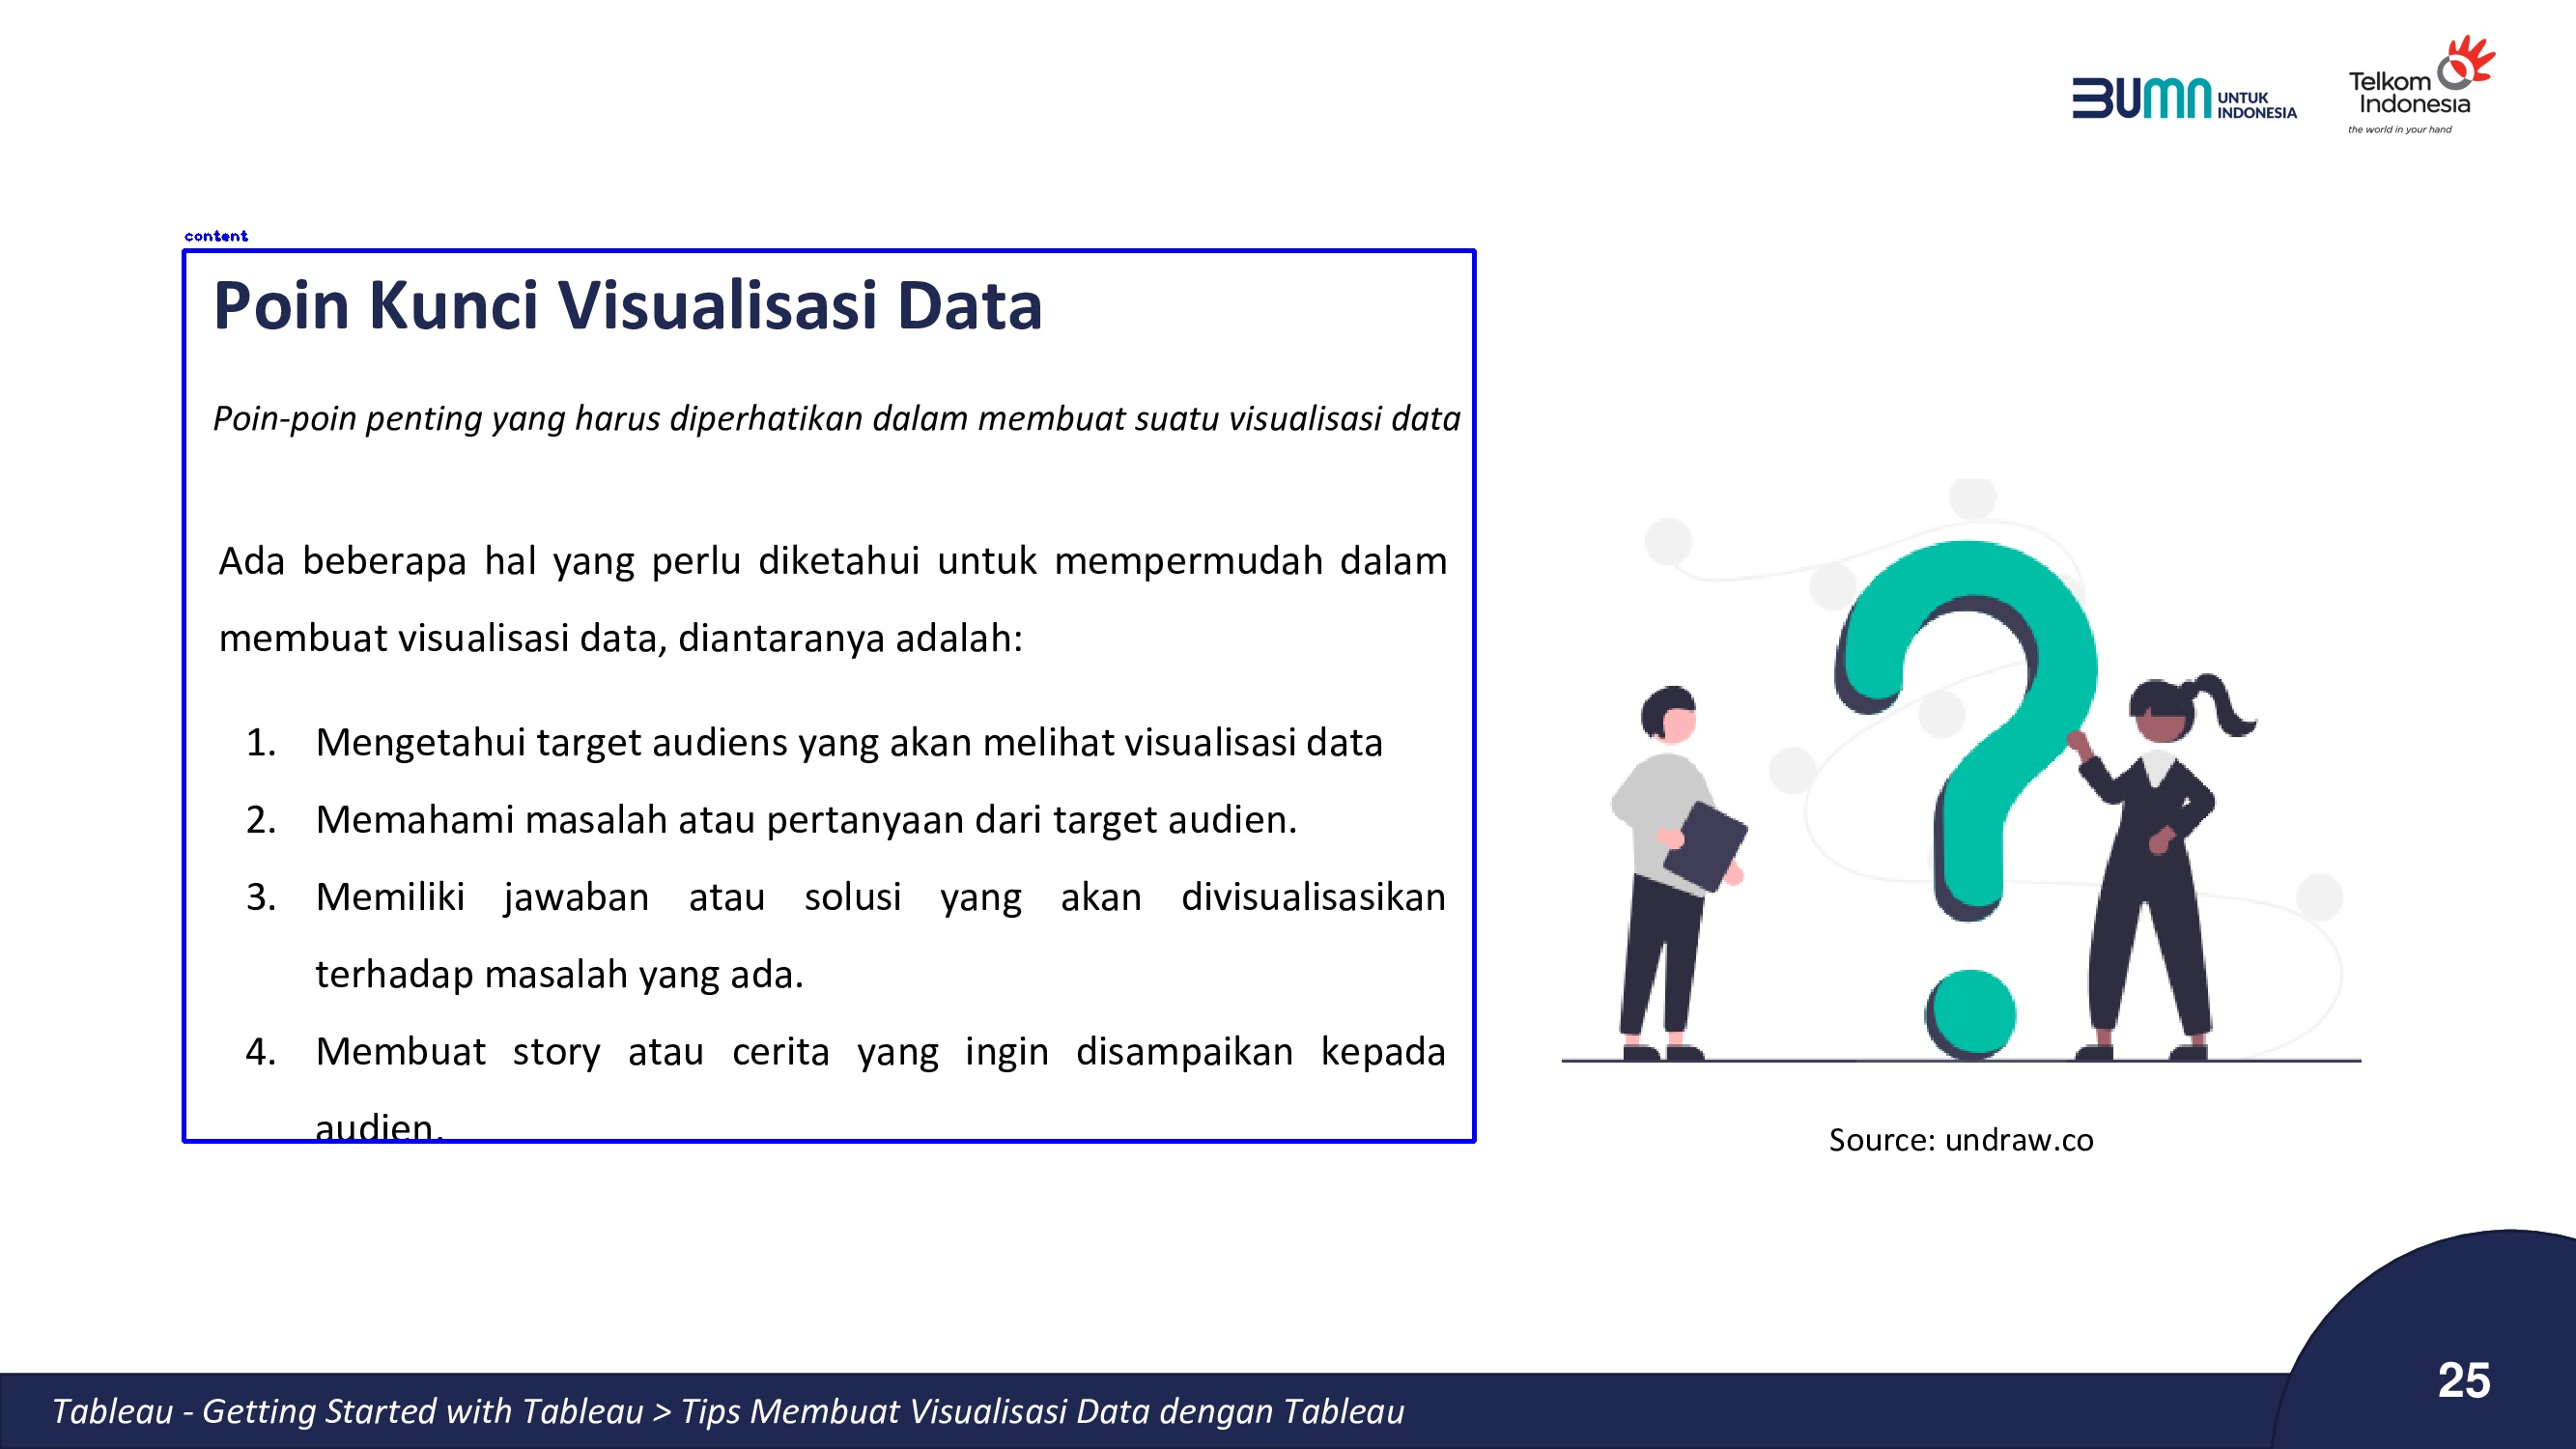 BUMN UNTUK INDONESIA
Telkom Indonesia
the world in your hand
content
Poin Kunci Visualisasi Data
Poin-poin penting yang harus diperhatikan dalam membuat suatu visualisasi data
Ada beberapa hal yang perlu diketahui untuk mempermudah dalam
membuat visualisasi data, diantaranya adalah:
1. Mengetahui target audiens yang akan melihat visualisasi data
2. Memahami masalah atau pertanyaan dari target audien.
3. Memiliki jawaban atau solusi yang akan divisualisasikan
terhadap masalah yang ada.
4. Membuat story atau cerita yang ingin disampaikan kepada
audien.
Source: undraw.co
Tableau - Getting Started with Tableau > Tips Membuat Visualisasi Data dengan Tableau
25